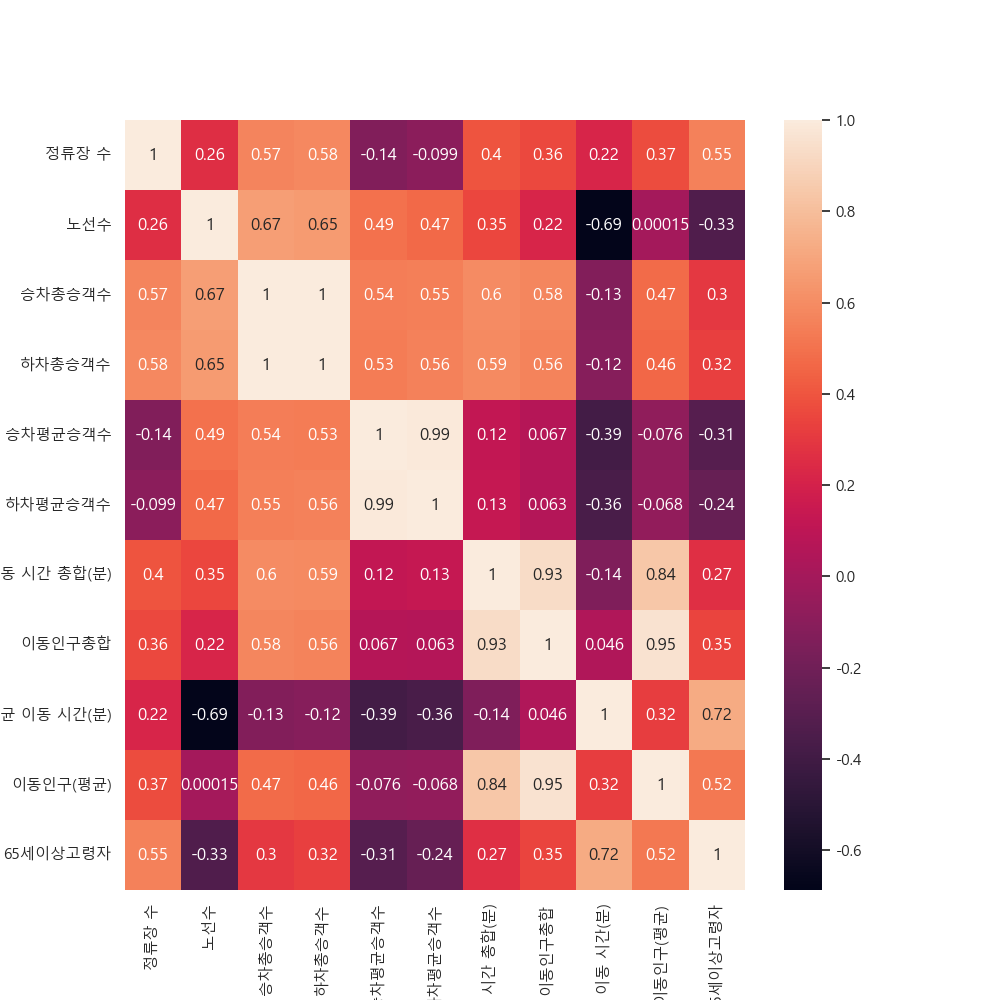 정류장 수 1 0.26 0.57 0.58 -0.14 -0.099 0.4 0.36 0.22 0.37 0.55
노선수 0.26 1 0.67 0.65 0.49 0.47 0.35 0.22 -0.69 0.00015 -0.33
승차총승객수 0.57 0.67 1 1 0.54 0.55 0.6 0.58 -0.13 0.47 0.3
하차총승객수 0.58 0.65 1 1 0.53 0.56 0.59 0.56 -0.12 0.46 0.32
승차평균승객수 -0.14 0.49 0.54 0.53 1 0.99 0.12 0.067 -0.39 -0.076 -0.31
하차평균승객수 -0.099 0.47 0.55 0.56 0.99 1 0.13 0.063 -0.36 -0.068 -0.24
동 시간 총합(분) 0.4 0.35 0.6 0.59 0.12 0.13 1 0.93 -0.14 0.84 0.27
이동인구총합 0.36 0.22 0.58 0.56 0.067 0.063 0.93 1 0.046 0.95 0.35
균 이동 시간(분) 0.22 -0.69 -0.13 -0.12 -0.39 -0.36 -0.14 0.046 1 0.32 0.72
이동인구(평균) 0.37 0.00015 0.47 0.46 -0.076 -0.068 0.84 0.95 0.32 1 0.52
65세이상고령자 0.55 -0.33 0.3 0.32 -0.31 -0.24 0.27 0.35 0.72 0.52 1
정류장 수
노선수
승차총승객수
하차총승객수
차평균승객수
차평균승객수
시간 총합(분)
이동인구총합
이동 시간(분)
이동인구(평균)
세이상고령자
1.0
0.8
0.6
0.4
0.2
0.0
-0.2
-0.4
-0.6